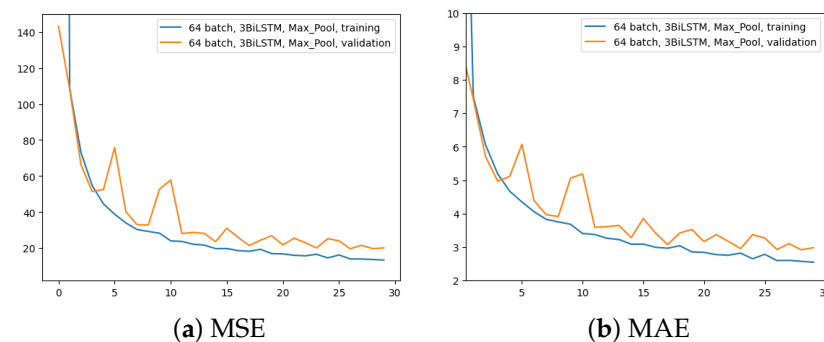 64 batch, 3BiLSTM, Max_Pool, training
64 batch, 3BiLSTM, Max_Pool, validation
140
120
100
80
60
40
20
0 5 10 15 20 25 30
(a) MSE
64 batch, 3BiLSTM, Max_Pool, training
64 batch, 3BiLSTM, Max_Pool, validation
10
9
8
7
6
5
4
3
2
5 10 15 20 25 30
(b) MAE